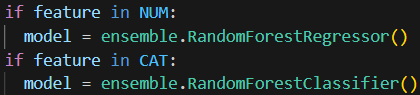 if feature in NUM:
  model = ensemble.RandomForestRegressor()
if feature in CAT:
  model = ensemble.RandomForestClassifier()